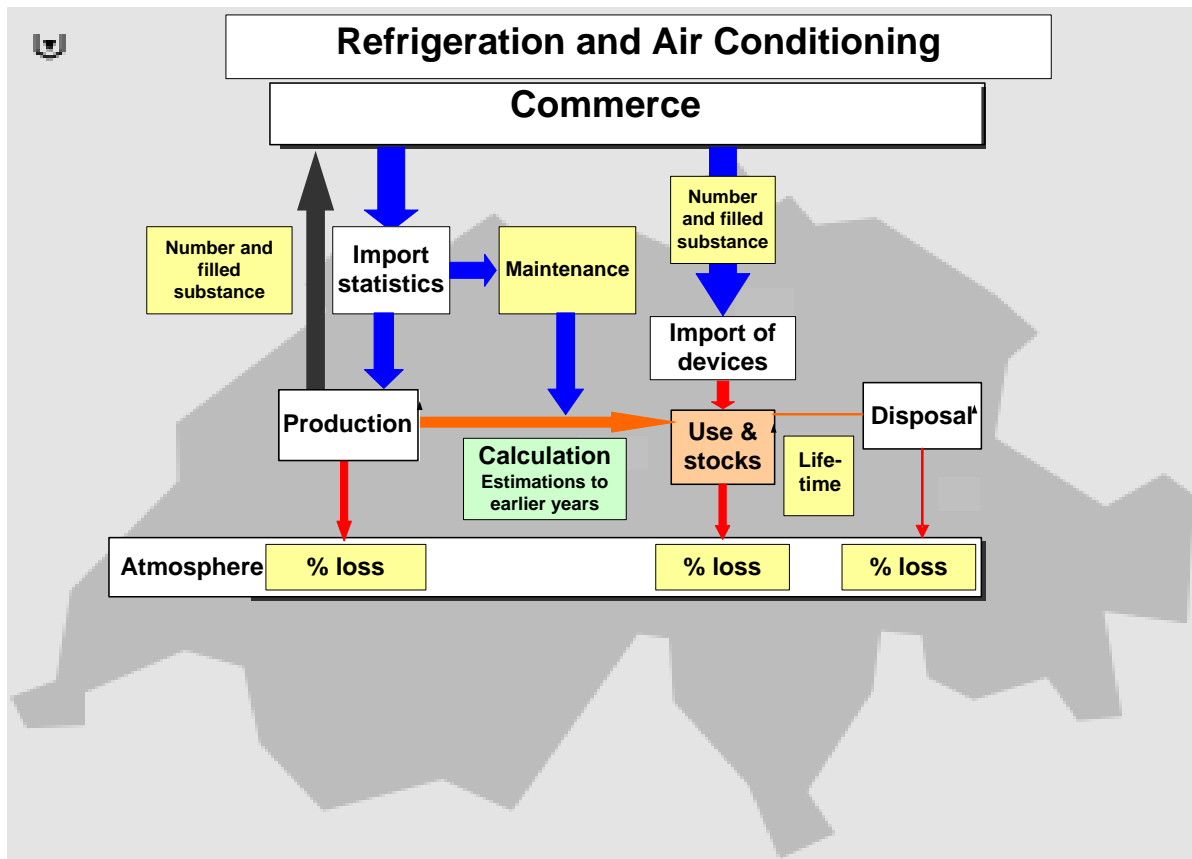 Refrigeration and Air Conditioning
Commerce
Number and
filled
substance
Import
statistics
Maintenance
Number
and filled
substance
Import of
devices
Production
Calculation
Estimations to
earlier years
Use &
stocks
Life-
time
Disposal
Atmosphere
% loss
% loss
% loss